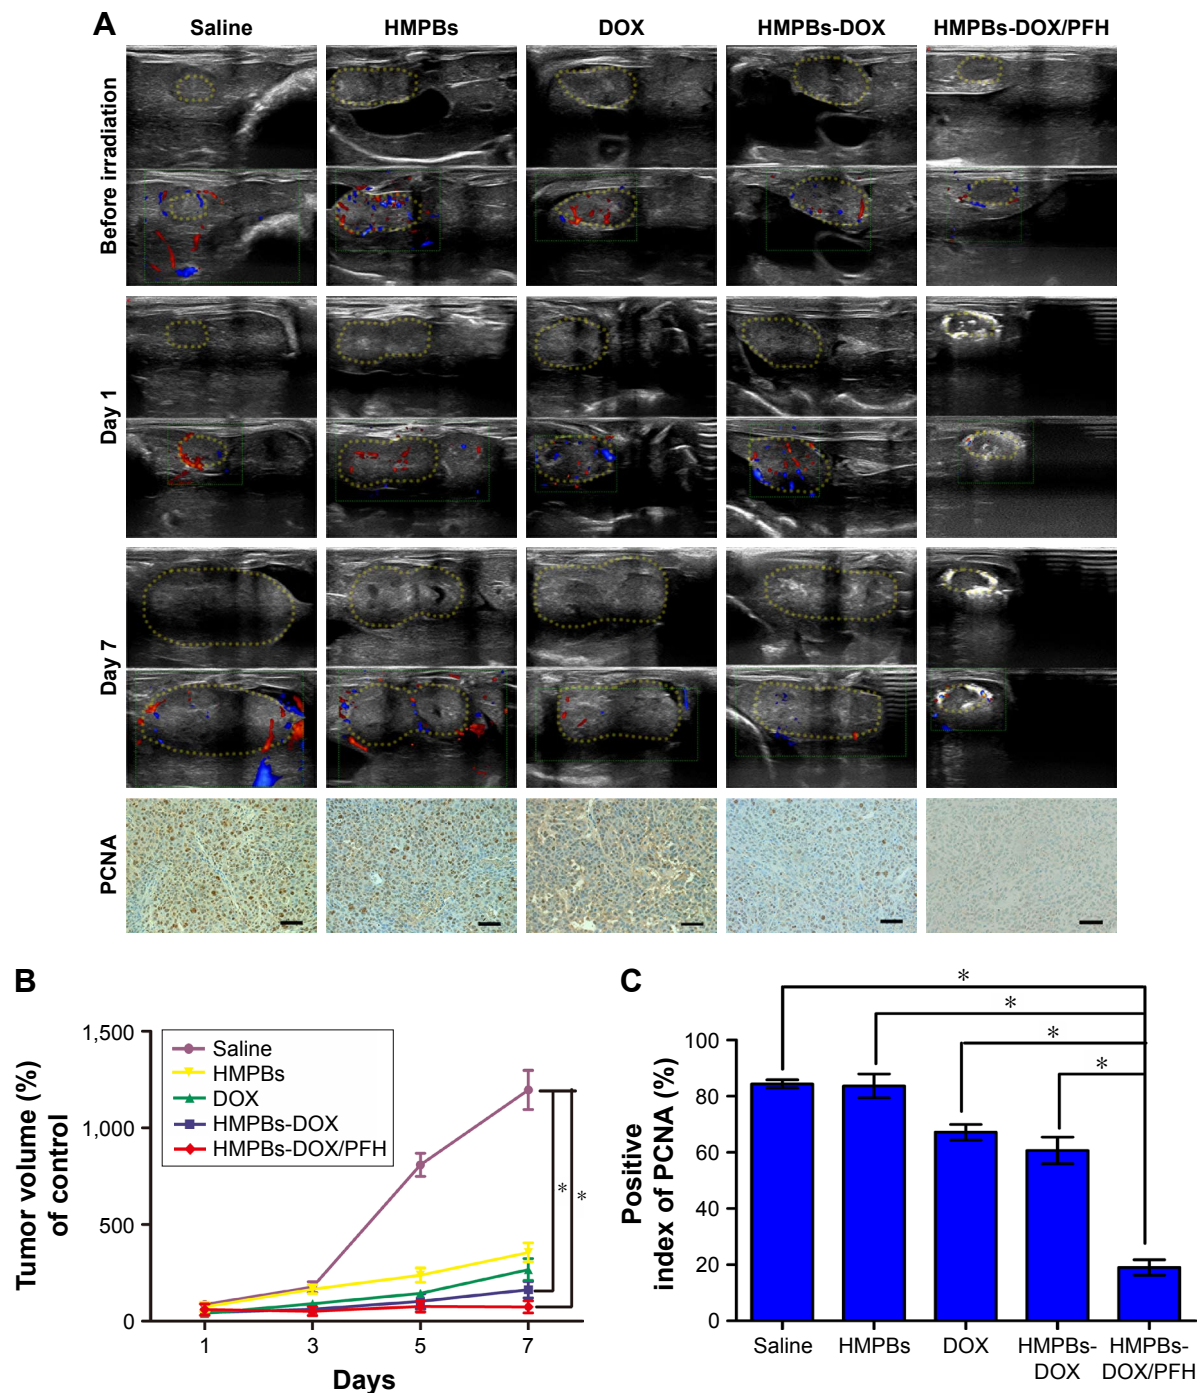 A
Saline HMPBs DOX HMPBs-DOX HMPBs-DOX/PFH
Before irradiation
Day 1
Day 7
PCNA
B
Tumor volume (%)
of control
1,500
1,000
500
0
Saline
HMPBs
DOX
HMPBs-DOX
HMPBs-DOX/PFH
* *
1 3 5 7
Days
C
Positive
index of PCNA (%)
100
80
60
40
20
0
*
*
*
*
Saline HMPBs DOX HMPBs- HMPBs-
DOX DOX/PFH